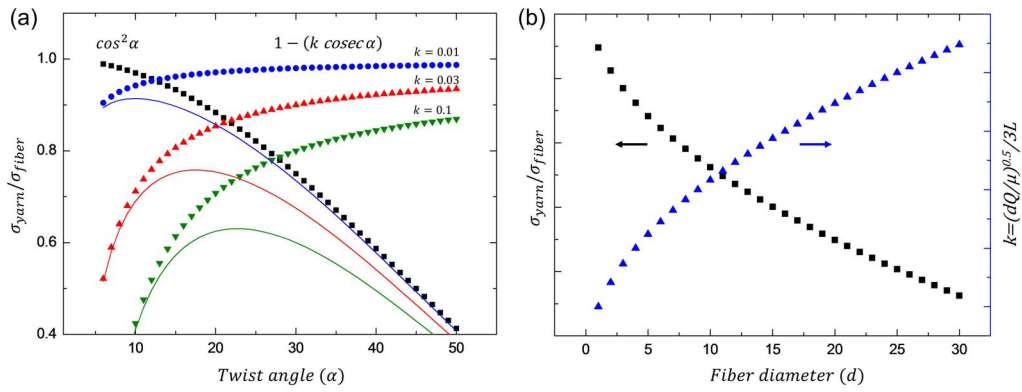 (a)
cos²α
1−(k cosec α)
k = 0.01
k = 0.03
k = 0.1
1.0
0.8
0.6
0.4
σyarn/σfiber
0
10
20
30
40
50
Twist angle (α)
(b)
σyarn/σfiber
k=(dQ/μ)^0.5/3L
0
5
10
15
20
25
30
Fiber diameter (d)